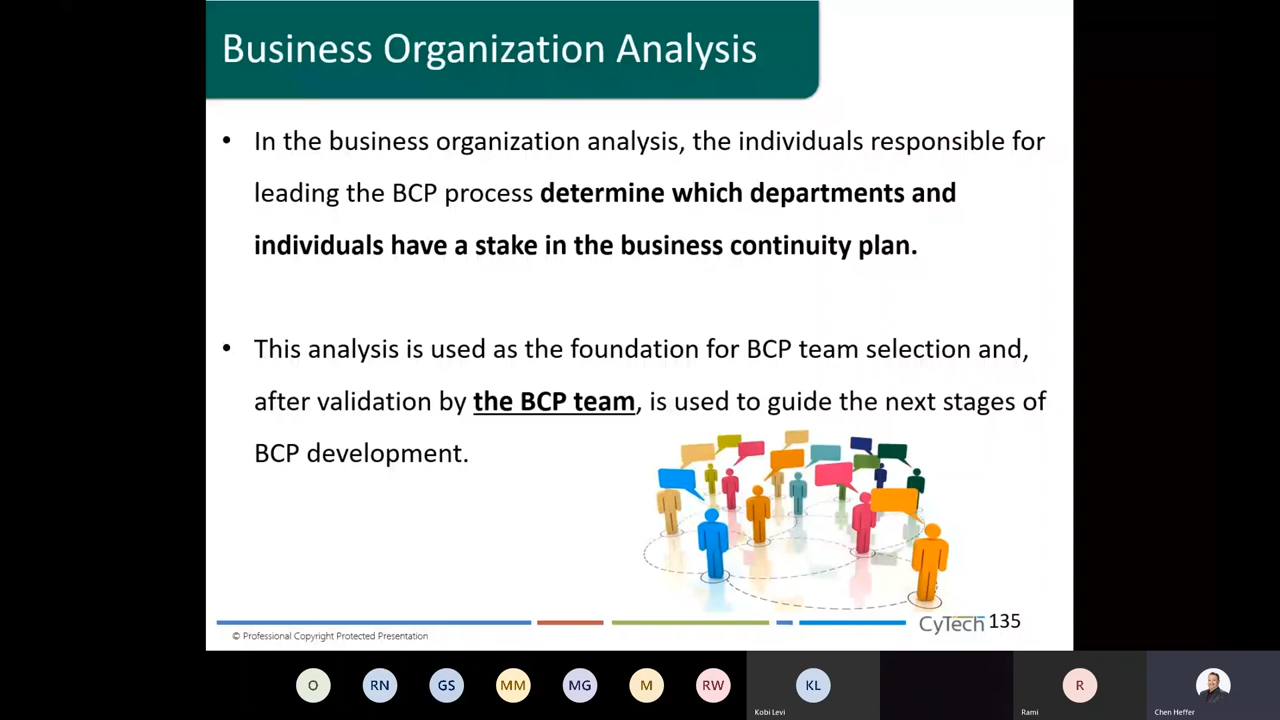 Business Organization Analysis
• In the business organization analysis, the individuals responsible for
leading the BCP process determine which departments and
individuals have a stake in the business continuity plan.
• This analysis is used as the foundation for BCP team selection and,
after validation by the BCP team, is used to guide the next stages of
BCP development.
CyTech 135
© Professional Copyright Protected Presentation
O RN GS MM MG M RW KL R
Kobi Levi Rami Chen Heffer